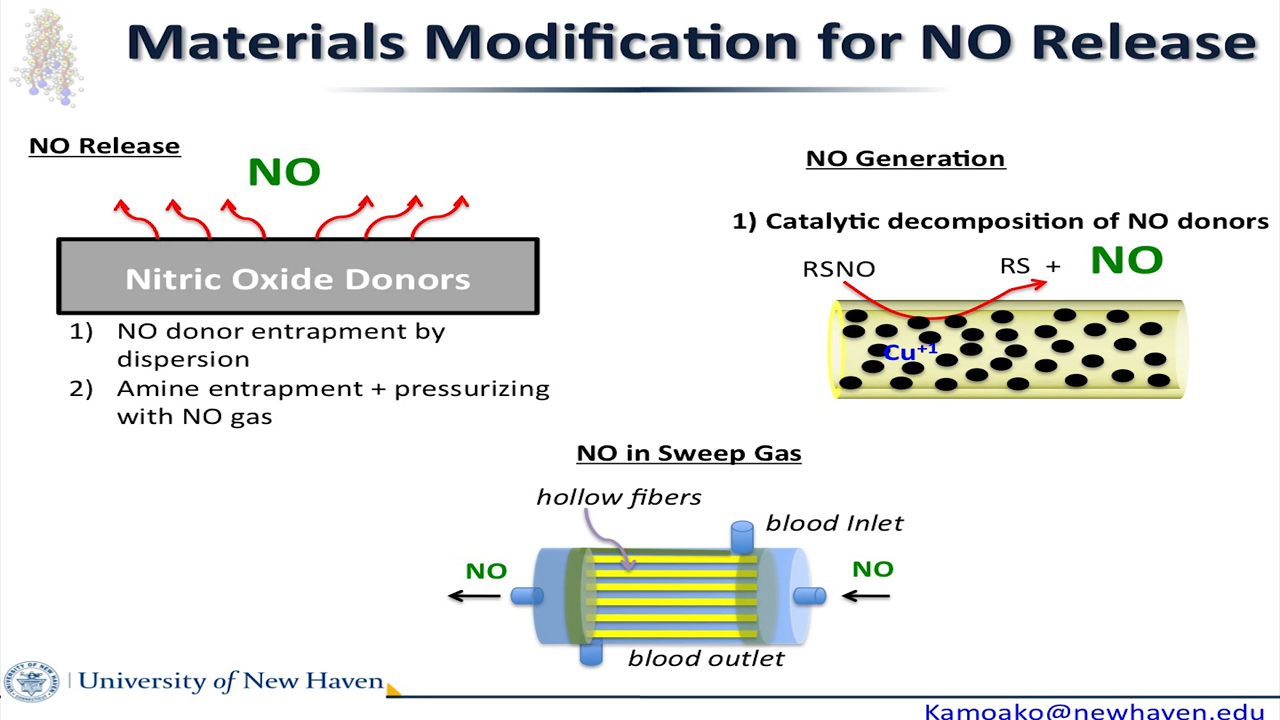 Materials Modification for NO Release
NO Release
NO
Nitric Oxide Donors
1) NO donor entrapment by
dispersion
2) Amine entrapment + pressurizing
with NO gas
NO Generation
1) Catalytic decomposition of NO donors
RSNO
RS +
NO
Cu+1
NO in Sweep Gas
hollow fibers
blood Inlet
NO
NO
blood outlet
University of New Haven
Kamoako@newhaven.edu